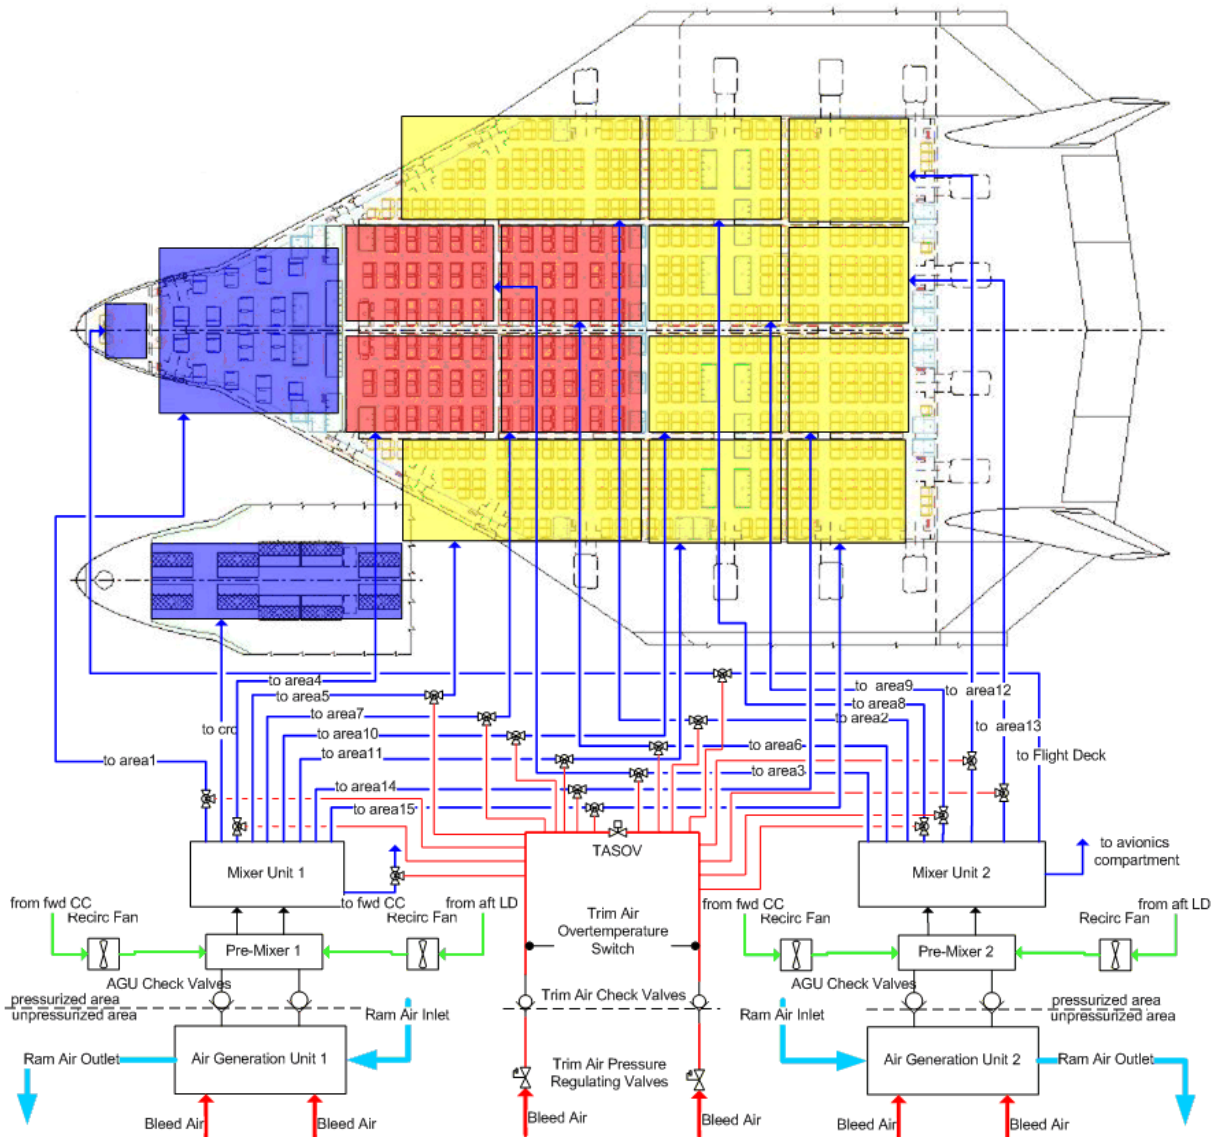 to area4
to area5
to area7
to area10
to area11
to area14
to area15
to crc
to area1
to area9
to area12
to area8
to area2
to area13
to area6
to Flight Deck
to area3
TASOV
Mixer Unit 1
Mixer Unit 2
to avionics
compartment
to fwd CC
from fwd CC
Recirc Fan
Recirc Fan
from aft LD
Trim Air
Overtemperature
Switch
from fwd CC
Recirc Fan
Recirc Fan
from aft LD
Pre-Mixer 1
Pre-Mixer 2
AGU Check Valves
Trim Air Check Valves
AGU Check Valves
pressurized area
unpressurized area
pressurized area
unpressurized area
Ram Air Inlet
Ram Air Inlet
Ram Air Outlet
Air Generation Unit 1
Trim Air Pressure
Regulating Valves
Air Generation Unit 2
Ram Air Outlet
Bleed Air
Bleed Air
Bleed Air
Bleed Air
Bleed Air
Bleed Air